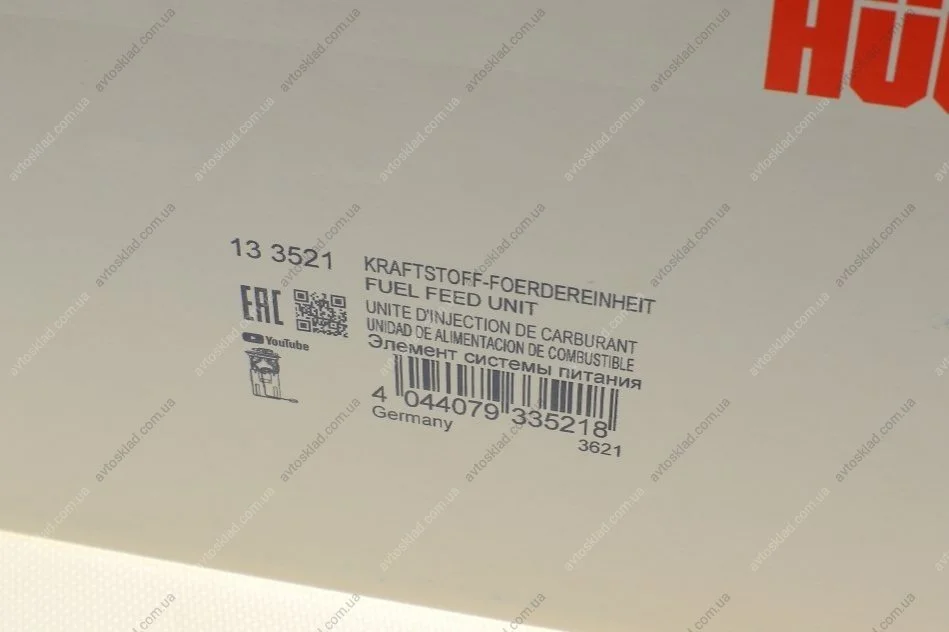 HÜ
13 3521
KRAFTSTOFF-FOERDEREINHEIT
FUEL FEED UNIT
UNITE D'INJECTION DE CARBURANT
UNIDAD DE ALIMENTACION DE COMBUSTIBLE
Элемент системы питания
EAC
YouTube
4 044079 335218
Germany
3621
avtosklad.com.ua